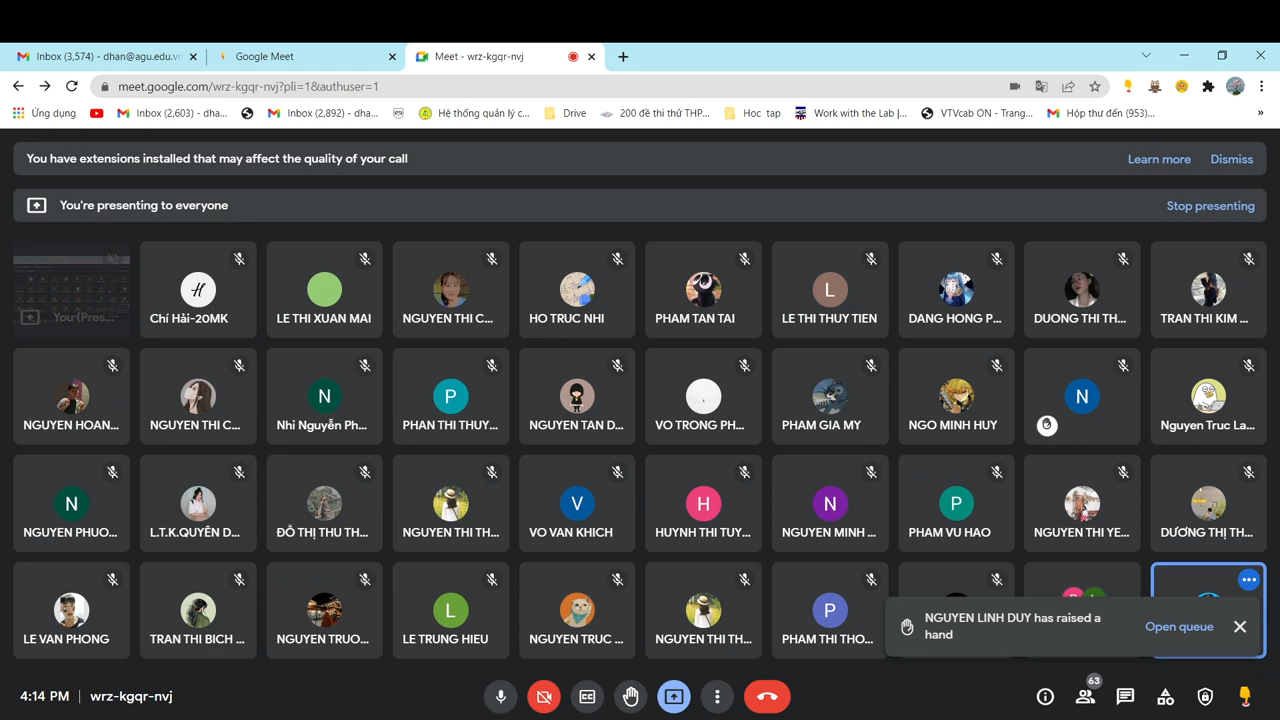 Inbox (3,574) - dhan@agu.edu.vn
Google Meet
Meet - wrz-kgqr-nvj
meet.google.com/wrz-kgqr-nvj?pli=1&authuser=1
Ứng dụng
Inbox (2,603) - dha...
Inbox (2,892) - dha...
Hệ thống quản lý c...
Drive
200 đề thi thử THP...
Hoc tap
Work with the Lab |...
VTVcab ON - Trang...
Hộp thư đến (953)...
»
You have extensions installed that may affect the quality of your call
Learn more
Dismiss
You're presenting to everyone
Stop presenting
You (Pres...
H
Chí Hải-20MK
LE THI XUAN MAI
NGUYEN THI C...
HO TRUC NHI
PHAM TAN TAI
L
LE THI THUY TIEN
DANG HONG P...
DUONG THI TH...
TRAN THI KIM ...
NGUYEN HOAN...
NGUYEN THI C...
N
Nhi Nguyễn Ph...
P
PHAN THI THUY...
NGUYEN TAN D...
VO TRONG PH...
PHAM GIA MY
NGO MINH HUY
N
Nguyen Truc La...
N
NGUYEN PHUO...
L.T.K.QUYÊN D...
ĐỖ THỊ THU TH...
NGUYEN THI TH...
V
VO VAN KHICH
H
HUYNH THI TUY...
N
NGUYEN MINH ...
P
PHAM VU HAO
NGUYEN THI YE...
DƯƠNG THỊ TH...
LE VAN PHONG
TRAN THI BICH ...
NGUYEN TRUO...
L
LE TRUNG HIEU
NGUYEN TRUC ...
NGUYEN THI TH...
P
PHAM THI THO...
NGUYEN LINH DUY has raised a
hand
Open queue
4:14 PM | wrz-kgqr-nvj
63